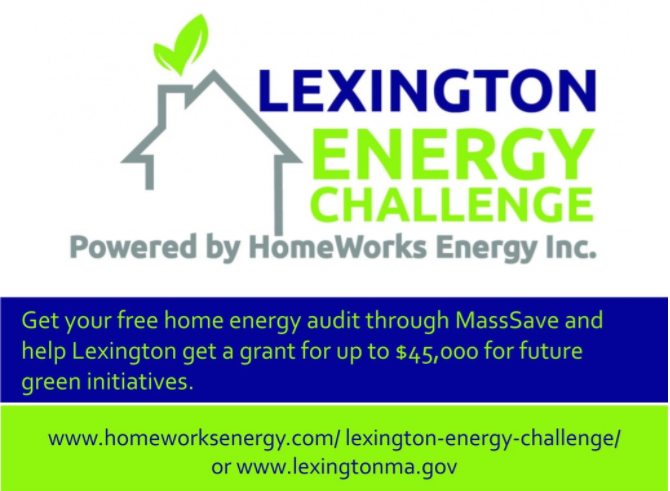 LEXINGTON
ENERGY
CHALLENGE
Powered by HomeWorks Energy Inc.
Get your free home energy audit through MassSave and
help Lexington get a grant for up to $45,000 for future
green initiatives.
www.homeworksenergy.com/ lexington-energy-challenge/
or www.lexingtonma.gov